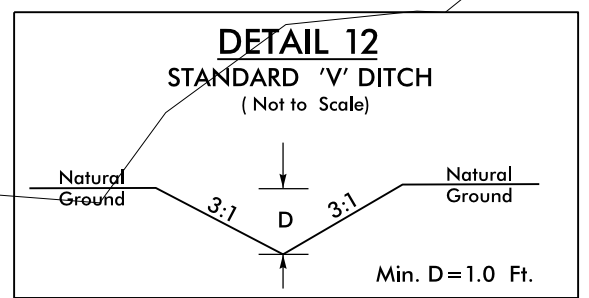 DETAIL 12
STANDARD 'V' DITCH
( Not to Scale)
Natural
Ground
3:1
D
3:1
Natural
Ground
Min. D=1.0 Ft.